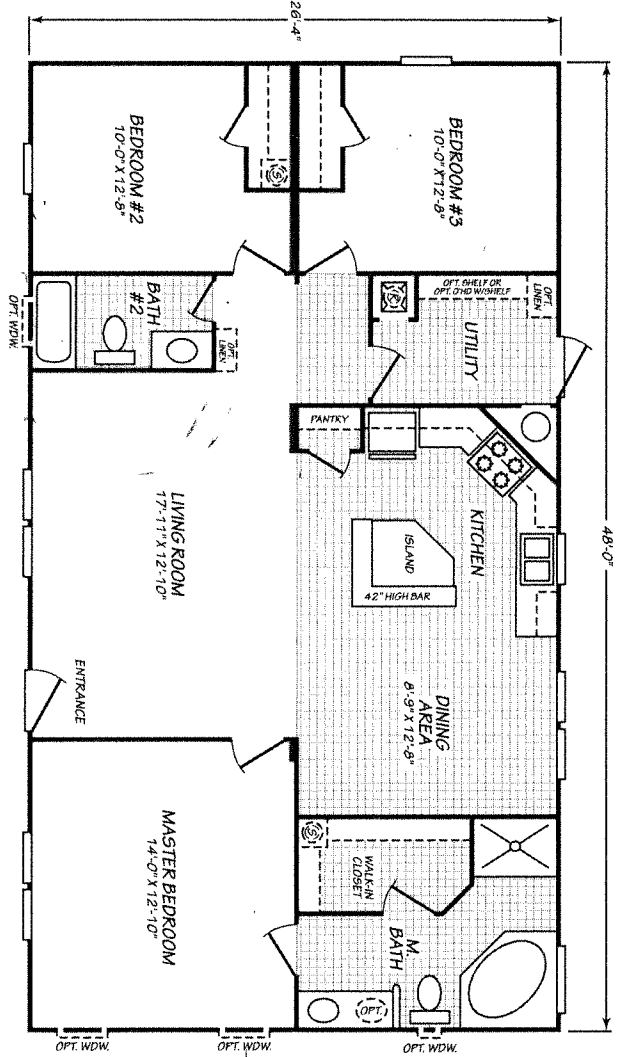 26'-4"
48'-0"
BEDROOM #2
10'-0" X 12'-8"
BEDROOM #3
10'-0" X 12'-8"
S
BATH
#2
OPT. WDW.
OPT.
LINEN
OPT. SHELF OR
OPT. O'HD W/SHELF
OPT.
LINEN
UTILITY
PANTRY
KITCHEN
ISLAND
42" HIGH BAR
LIVING ROOM
17'-11" X 12'-10"
DINING
AREA
8'-9" X 12'-8"
ENTRANCE
MASTER BEDROOM
14'-0" X 12'-10"
S
WALK-IN
CLOSET
M.
BATH
OPT.
OPT. WDW.
OPT. WDW.
OPT. WDW.